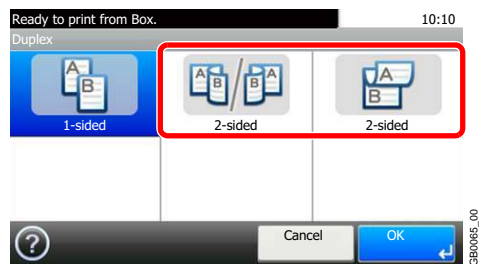 Ready to print from Box. 10:10
Duplex
A B A B B A A B
1-sided 2-sided 2-sided
? Cancel OK
GB0065_00